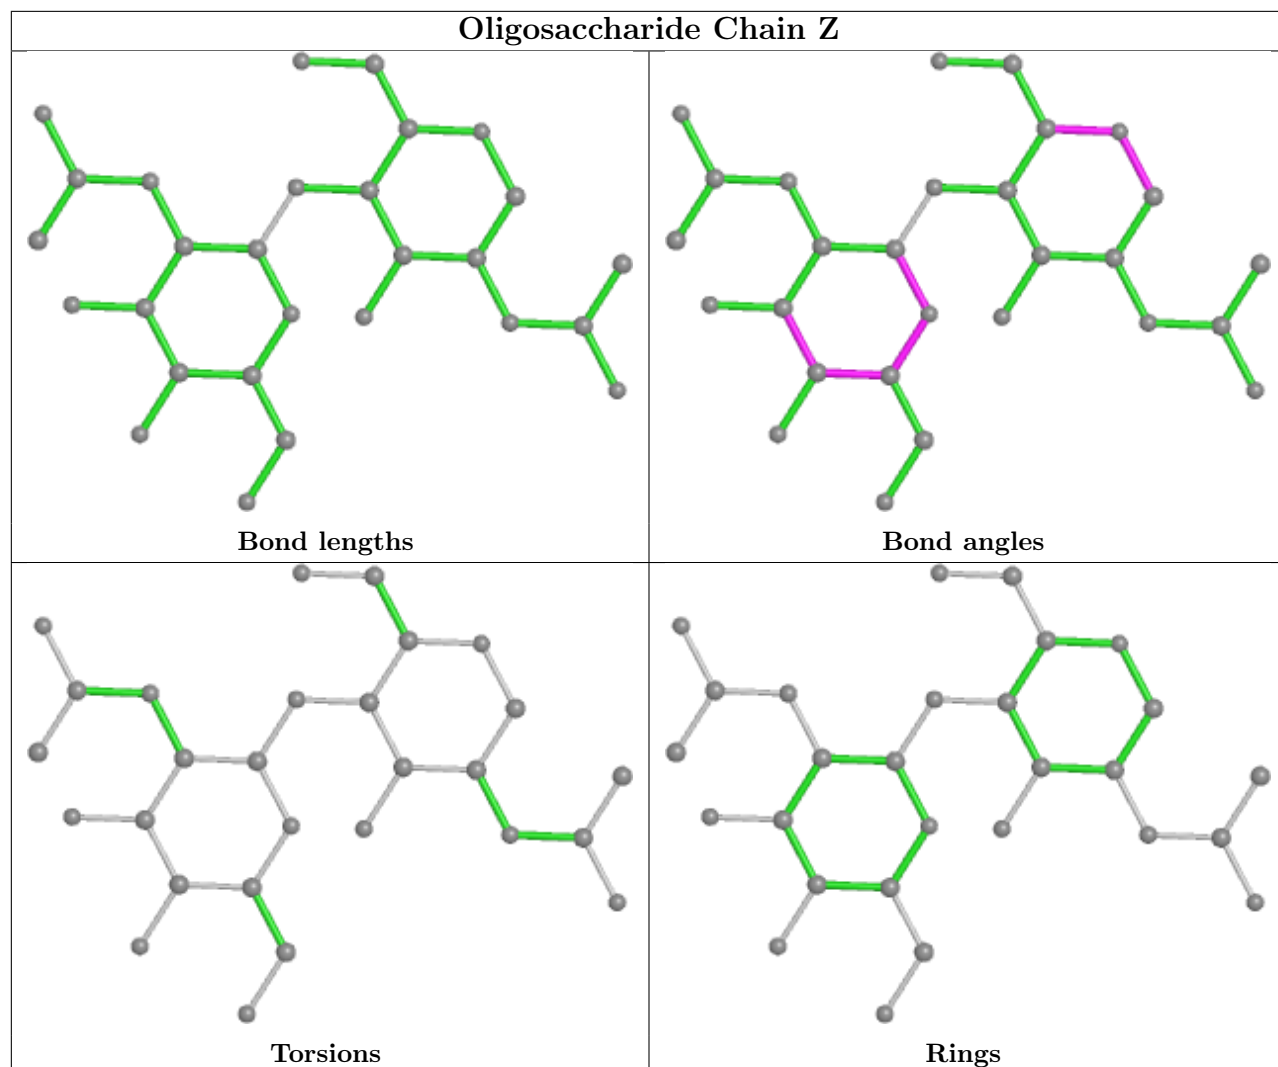 Oligosaccharide Chain Z
Bond lengths
Bond angles
Torsions
Rings